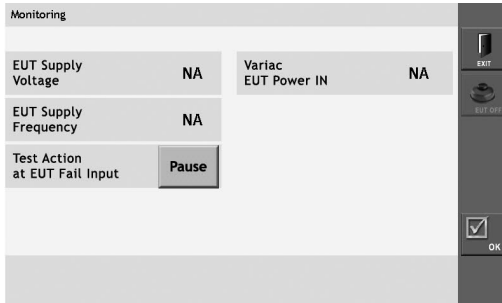 Monitoring
EUT Supply
Voltage
NA
Variac
EUT Power IN
NA
EUT Supply
Frequency
NA
Test Action
at EUT Fail Input
Pause
EXIT
EUT OFF
OK